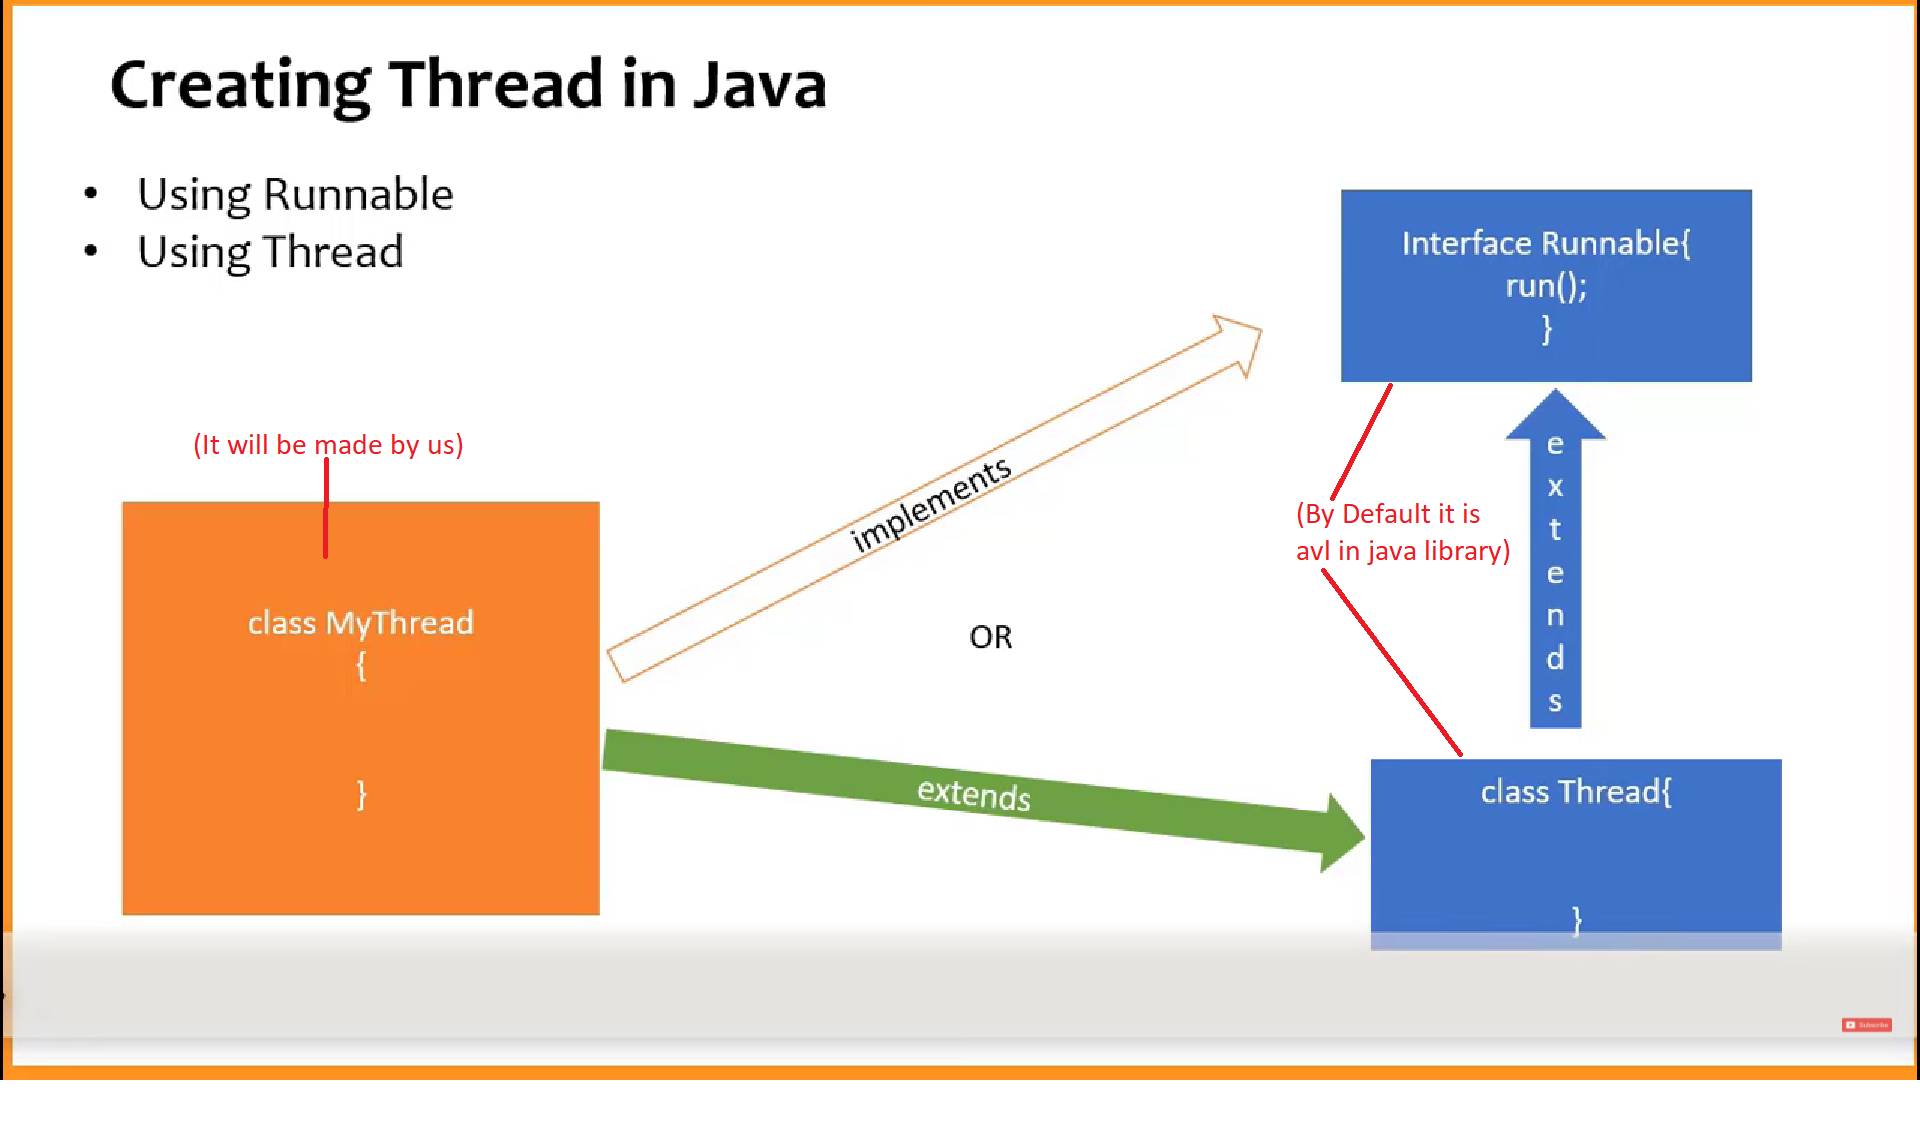 Creating Thread in Java
• Using Runnable
• Using Thread
Interface Runnable{
run();
}
(It will be made by us)
class MyThread
{
}
implements
OR
extends
(By Default it is
avl in java library)
e
x
t
e
n
d
s
class Thread{
}
Subscribe